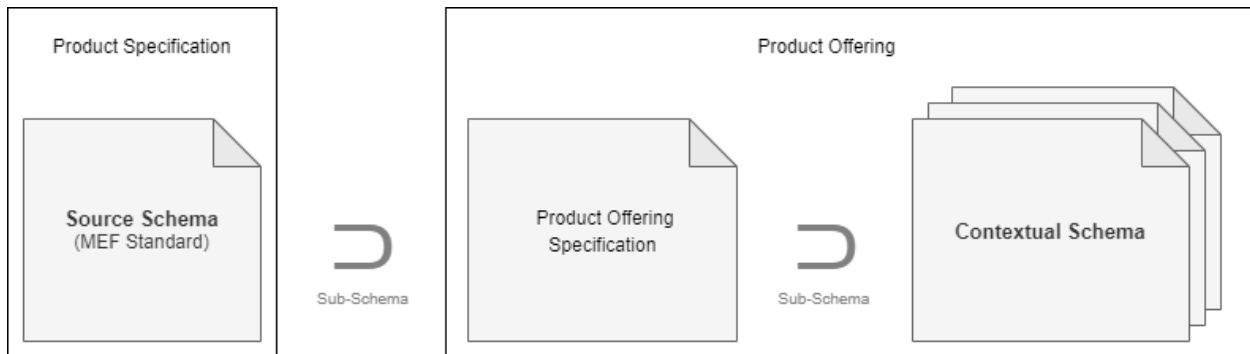 Product Specification
Product Offering
Source Schema
(MEF Standard)
Sub-Schema
Product Offering
Specification
Sub-Schema
Contextual Schema